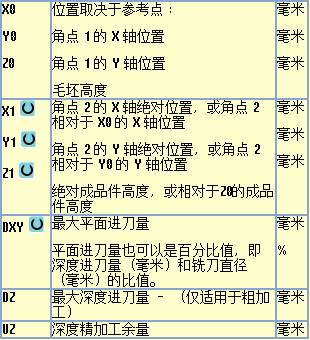 X0 位置取决于参考点： 毫米
Y0 角点 1的 X 轴位置 毫米
Z0 角点 1的 Y 轴位置 毫米
毛坯高度
X1 角点 2的 X 轴绝对位置，或角点 2 毫米
相对于 X0 的 X 轴位置
Y1 毫米
角点 2的 Y 轴绝对位置，或角点 2
Z1 相对于 Y0的 Y 轴位置 毫米
绝对成品件高度，或相对于Z0的成品
件高度
DXY 最大平面进刀量 毫米
平面进刀量也可以是百分比值，即 %
深度进刀量（毫米）和铣刀直径
（毫米）的比值。
DZ 最大深度进刀量 - （仅适用于粗加 毫米
工）
UZ 深度精加工余量 毫米